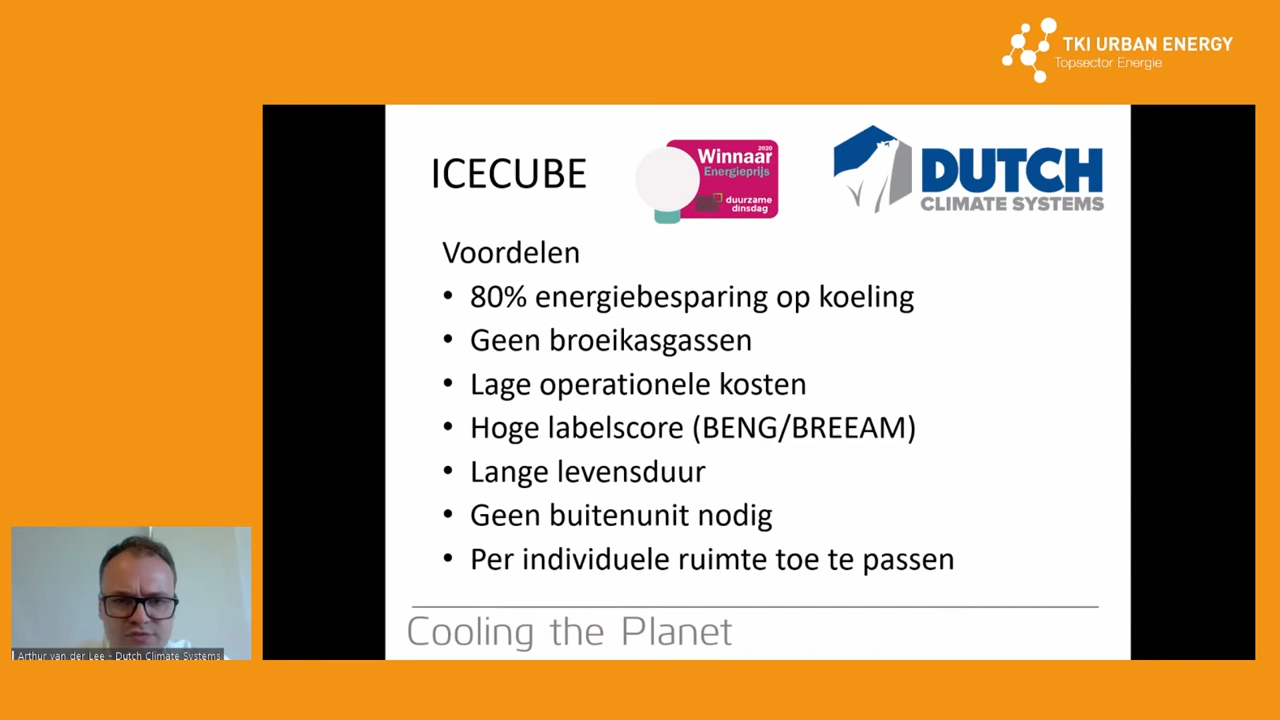 TKI URBAN ENERGY
Topsector Energie
ICECUBE
2020
Winnaar
Energieprijs
duurzame
dinsdag
DUTCH
CLIMATE SYSTEMS
Voordelen
• 80% energiebesparing op koeling
• Geen broeikasgassen
• Lage operationele kosten
• Hoge labelscore (BENG/BREEAM)
• Lange levensduur
• Geen buitenunit nodig
• Per individuele ruimte toe te passen
Cooling the Planet
Arthur van der Lee - Dutch Climate Systems